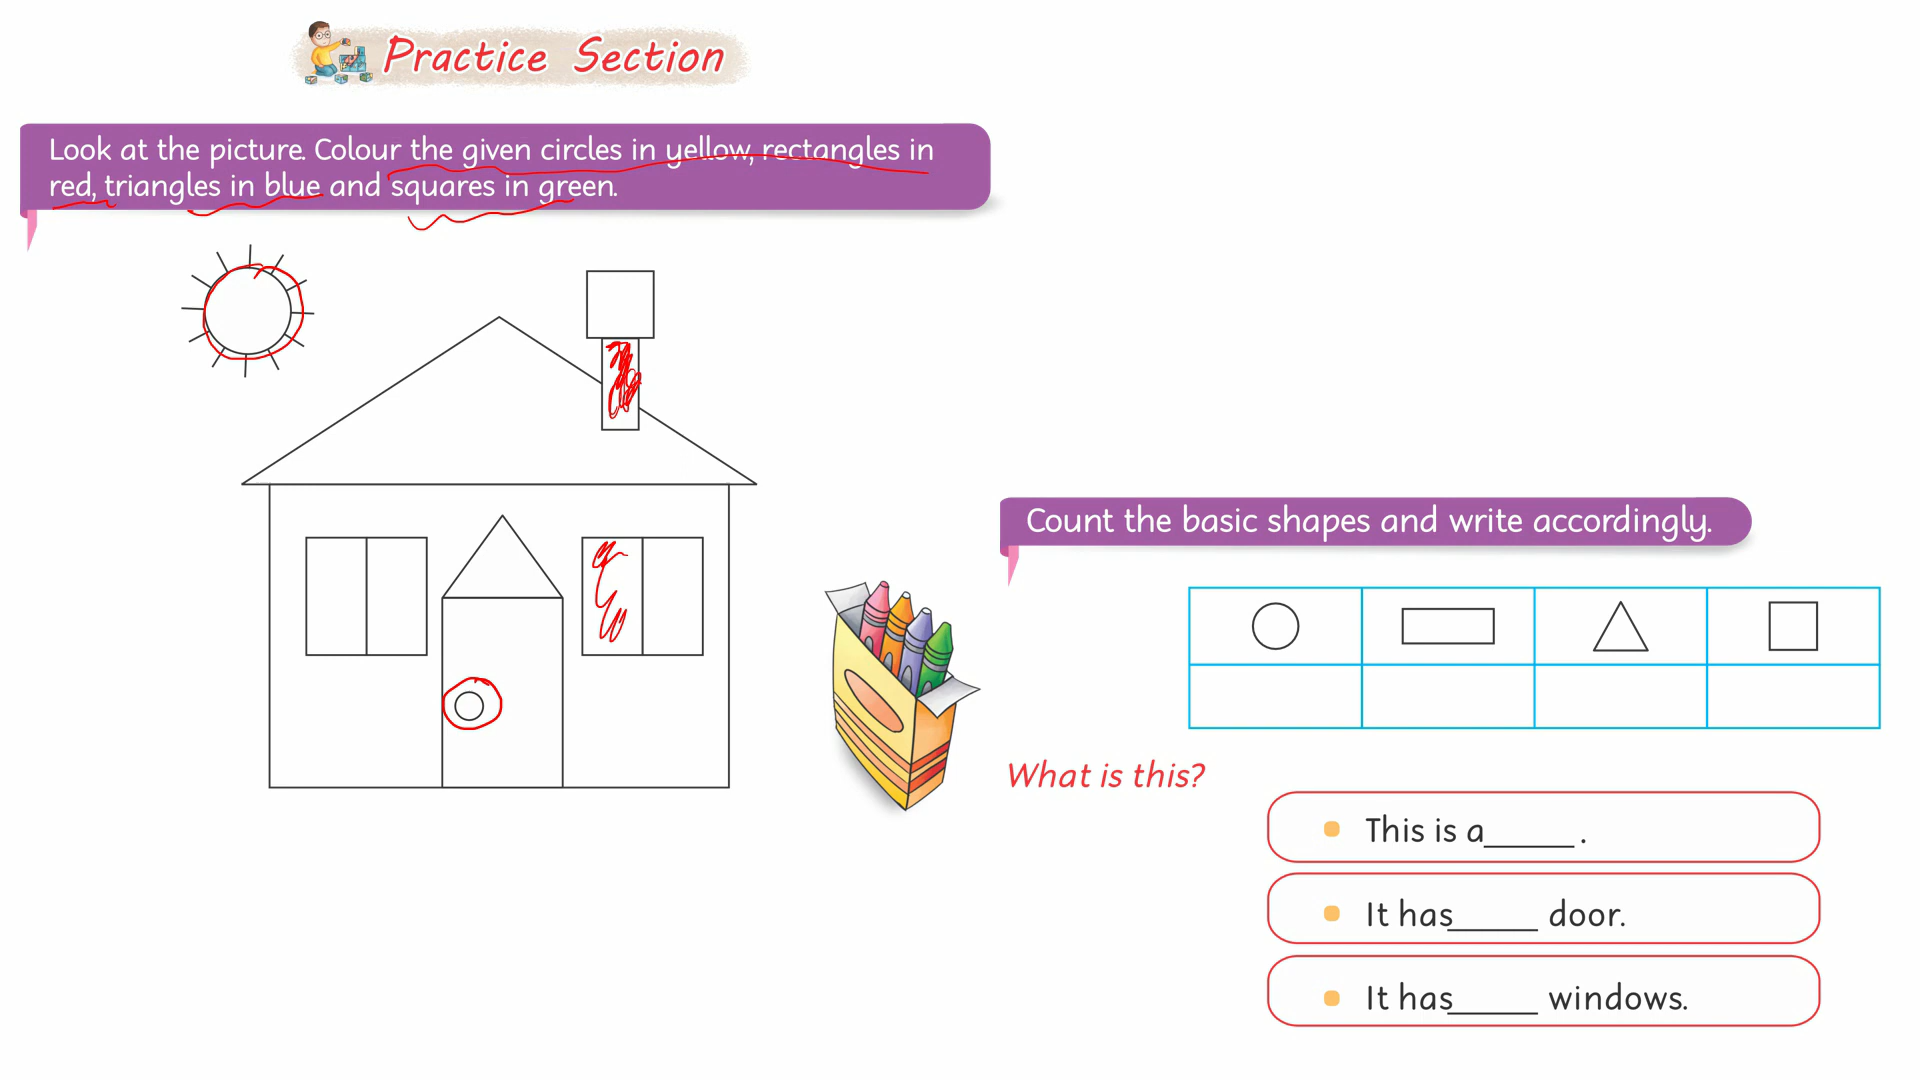 Practice Section
Look at the picture. Colour the given circles in yellow, rectangles in
red, triangles in blue and squares in green.
Count the basic shapes and write accordingly.
What is this?
This is a_____ .
It has_____ door.
It has_____ windows.